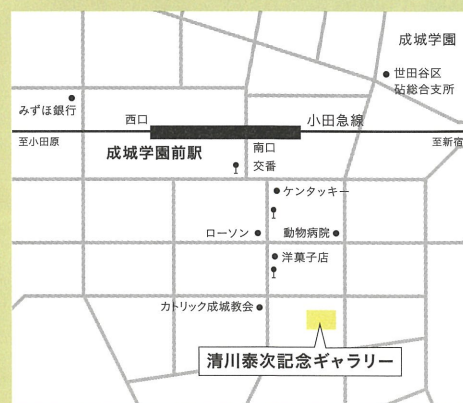 成城学園
世田谷区
砧総合支所
みずほ銀行
西口
小田急線
至小田原
至新宿
成城学園前駅
南口
交番
ケンタッキー
ローソン
動物病院
洋菓子店
カトリック成城教会
清川泰次記念ギャラリー